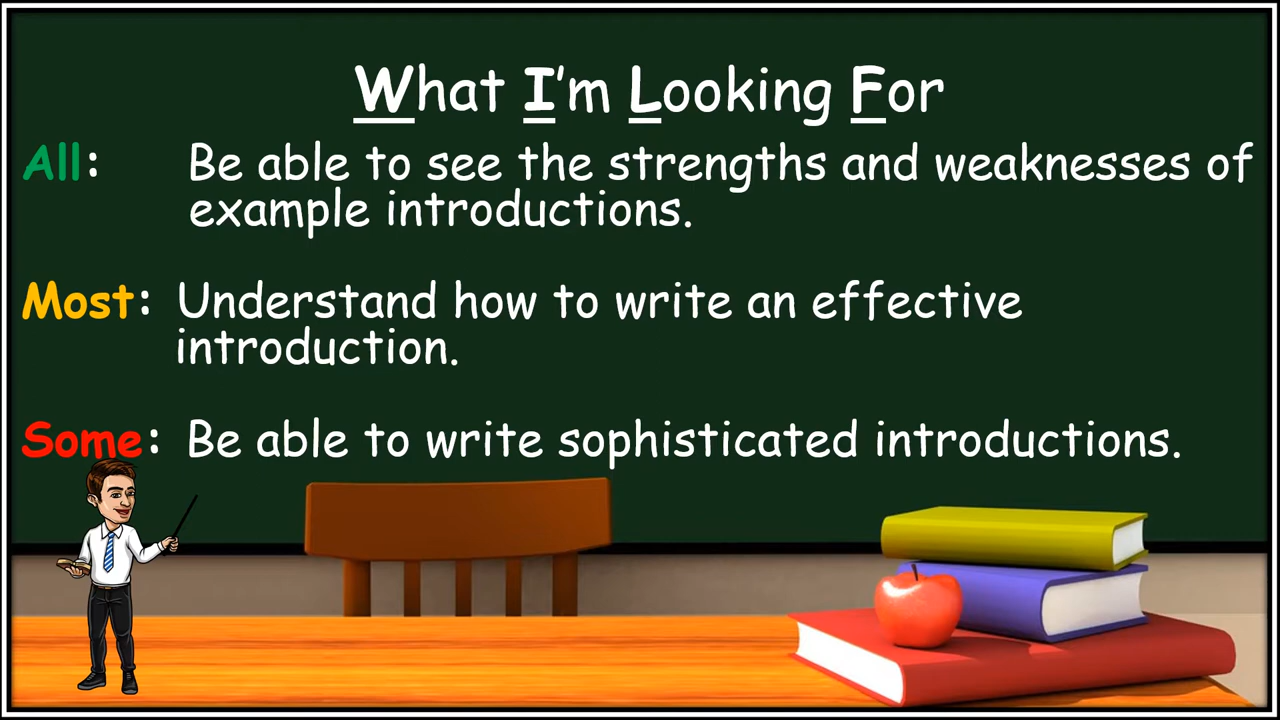 What I'm Looking For
All: Be able to see the strengths and weaknesses of
example introductions.
Most: Understand how to write an effective
introduction.
Some: Be able to write sophisticated introductions.